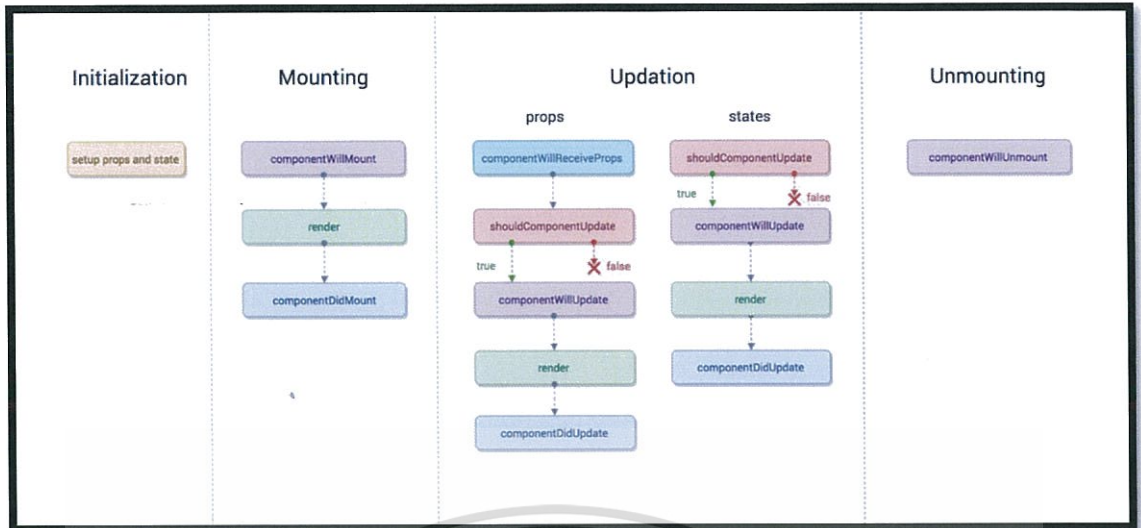 Initialization
Mounting
Updation
Unmounting
props
states
setup props and state
componentWillMount
render
componentDidMount
componentWillReceiveProps
shouldComponentUpdate
true
false
componentWillUpdate
render
componentDidUpdate
shouldComponentUpdate
true
false
componentWillUpdate
render
componentDidUpdate
componentWillUnmount